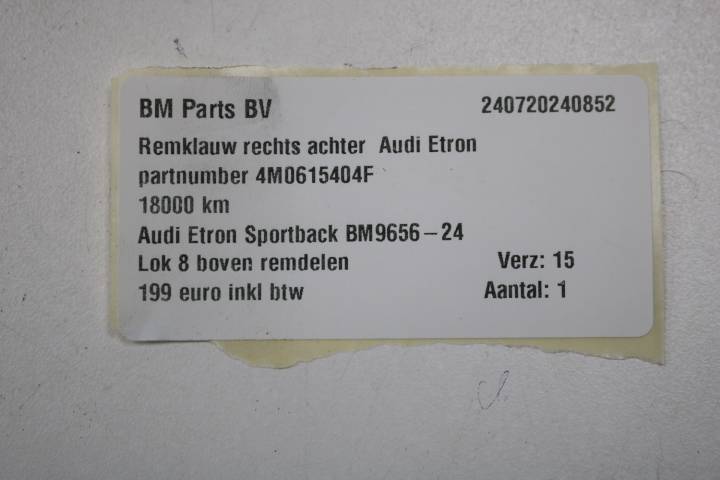 BM Parts BV 240720240852
Remklauw rechts achter Audi Etron
partnumber 4M0615404F
18000 km
Audi Etron Sportback BM9656-24
Lok 8 boven remdelen Verz: 15
199 euro inkl btw Aantal: 1